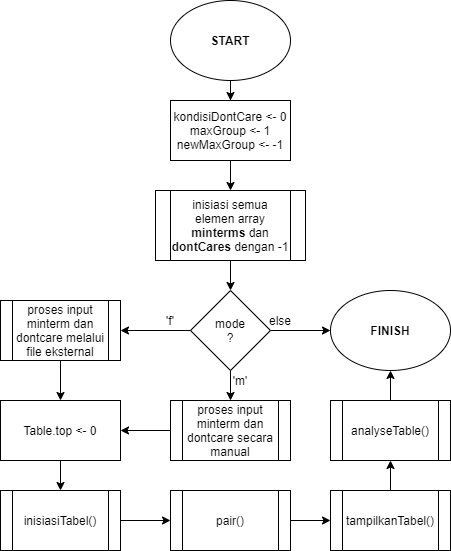 START
kondisiDontCare <- 0
maxGroup <- 1
newMaxGroup <- -1
inisiasi semua
elemen array
minterms dan
dontCares dengan -1
mode
?
'f'
else
'm'
proses input
minterm dan
dontcare melalui
file eksternal
FINISH
proses input
minterm dan
dontcare secara
manual
Table.top <- 0
analyseTable()
inisiasiTabel()
pair()
tampilkanTabel()